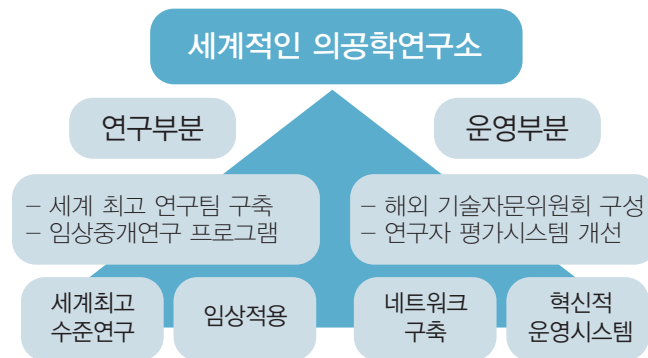 세계적인 의공학연구소
연구부분
운영부분
– 세계 최고 연구팀 구축
– 임상중개연구 프로그램
– 해외 기술자문위원회 구성
– 연구자 평가시스템 개선
세계최고
수준연구
임상적용
네트워크
구축
혁신적
운영시스템